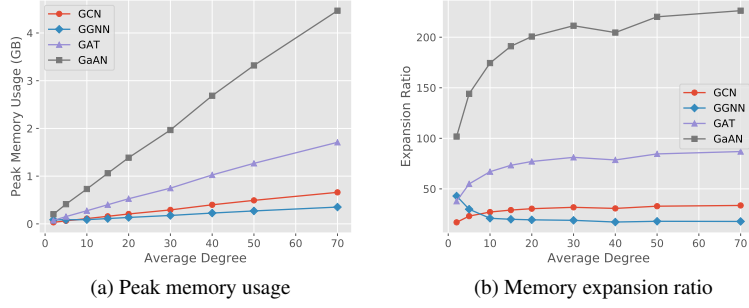 GCN
GGNN
GAT
GaAN
Peak Memory Usage (GB)
4
3
2
1
0
0 10 20 30 40 50 60 70
Average Degree
(a) Peak memory usage
Expansion Ratio
200
150
100
50
GCN
GGNN
GAT
GaAN
0 10 20 30 40 50 60 70
Average Degree
(b) Memory expansion ratio